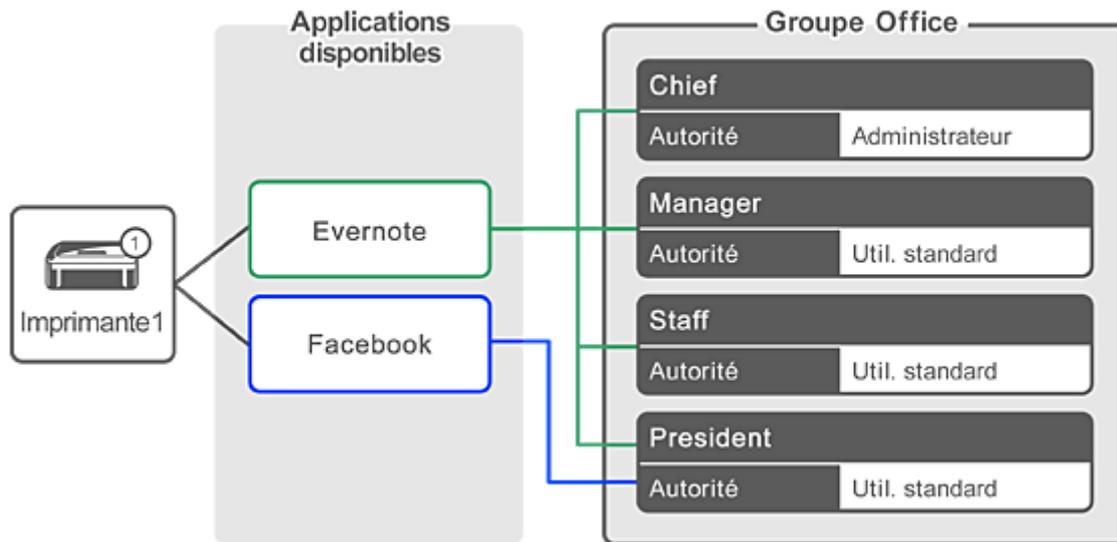 Applications
disponibles
Groupe Office
1
Imprimante1
Evernote
Facebook
Chief
Autorité Administrateur
Manager
Autorité Util. standard
Staff
Autorité Util. standard
President
Autorité Util. standard